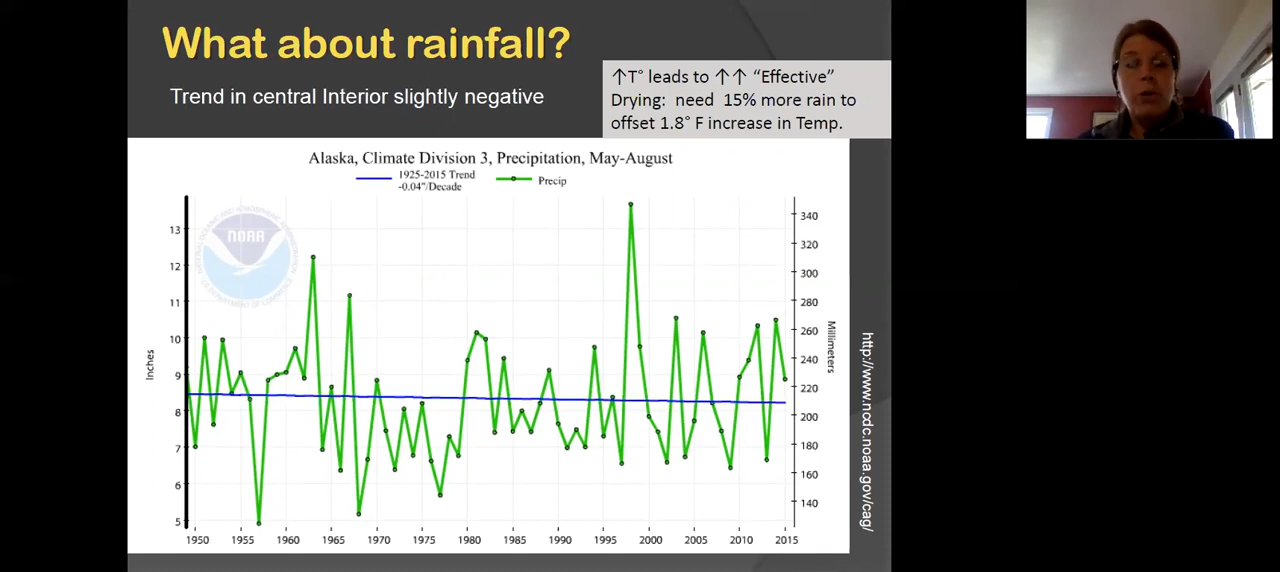 What about rainfall?
Trend in central Interior slightly negative
↑T° leads to ↑↑ “Effective”
Drying: need 15% more rain to
offset 1.8° F increase in Temp.
Alaska, Climate Division 3, Precipitation, May-August
1925-2015 Trend
-0.04"/Decade
Precip
NOAA
Inches
13
12
11
10
9
8
7
6
5
340
320
300
280
260
240
220
200
180
160
140
Millimeters
1950 1955 1960 1965 1970 1975 1980 1985 1990 1995 2000 2005 2010 2015
http://www.ncdc.noaa.gov/cag/